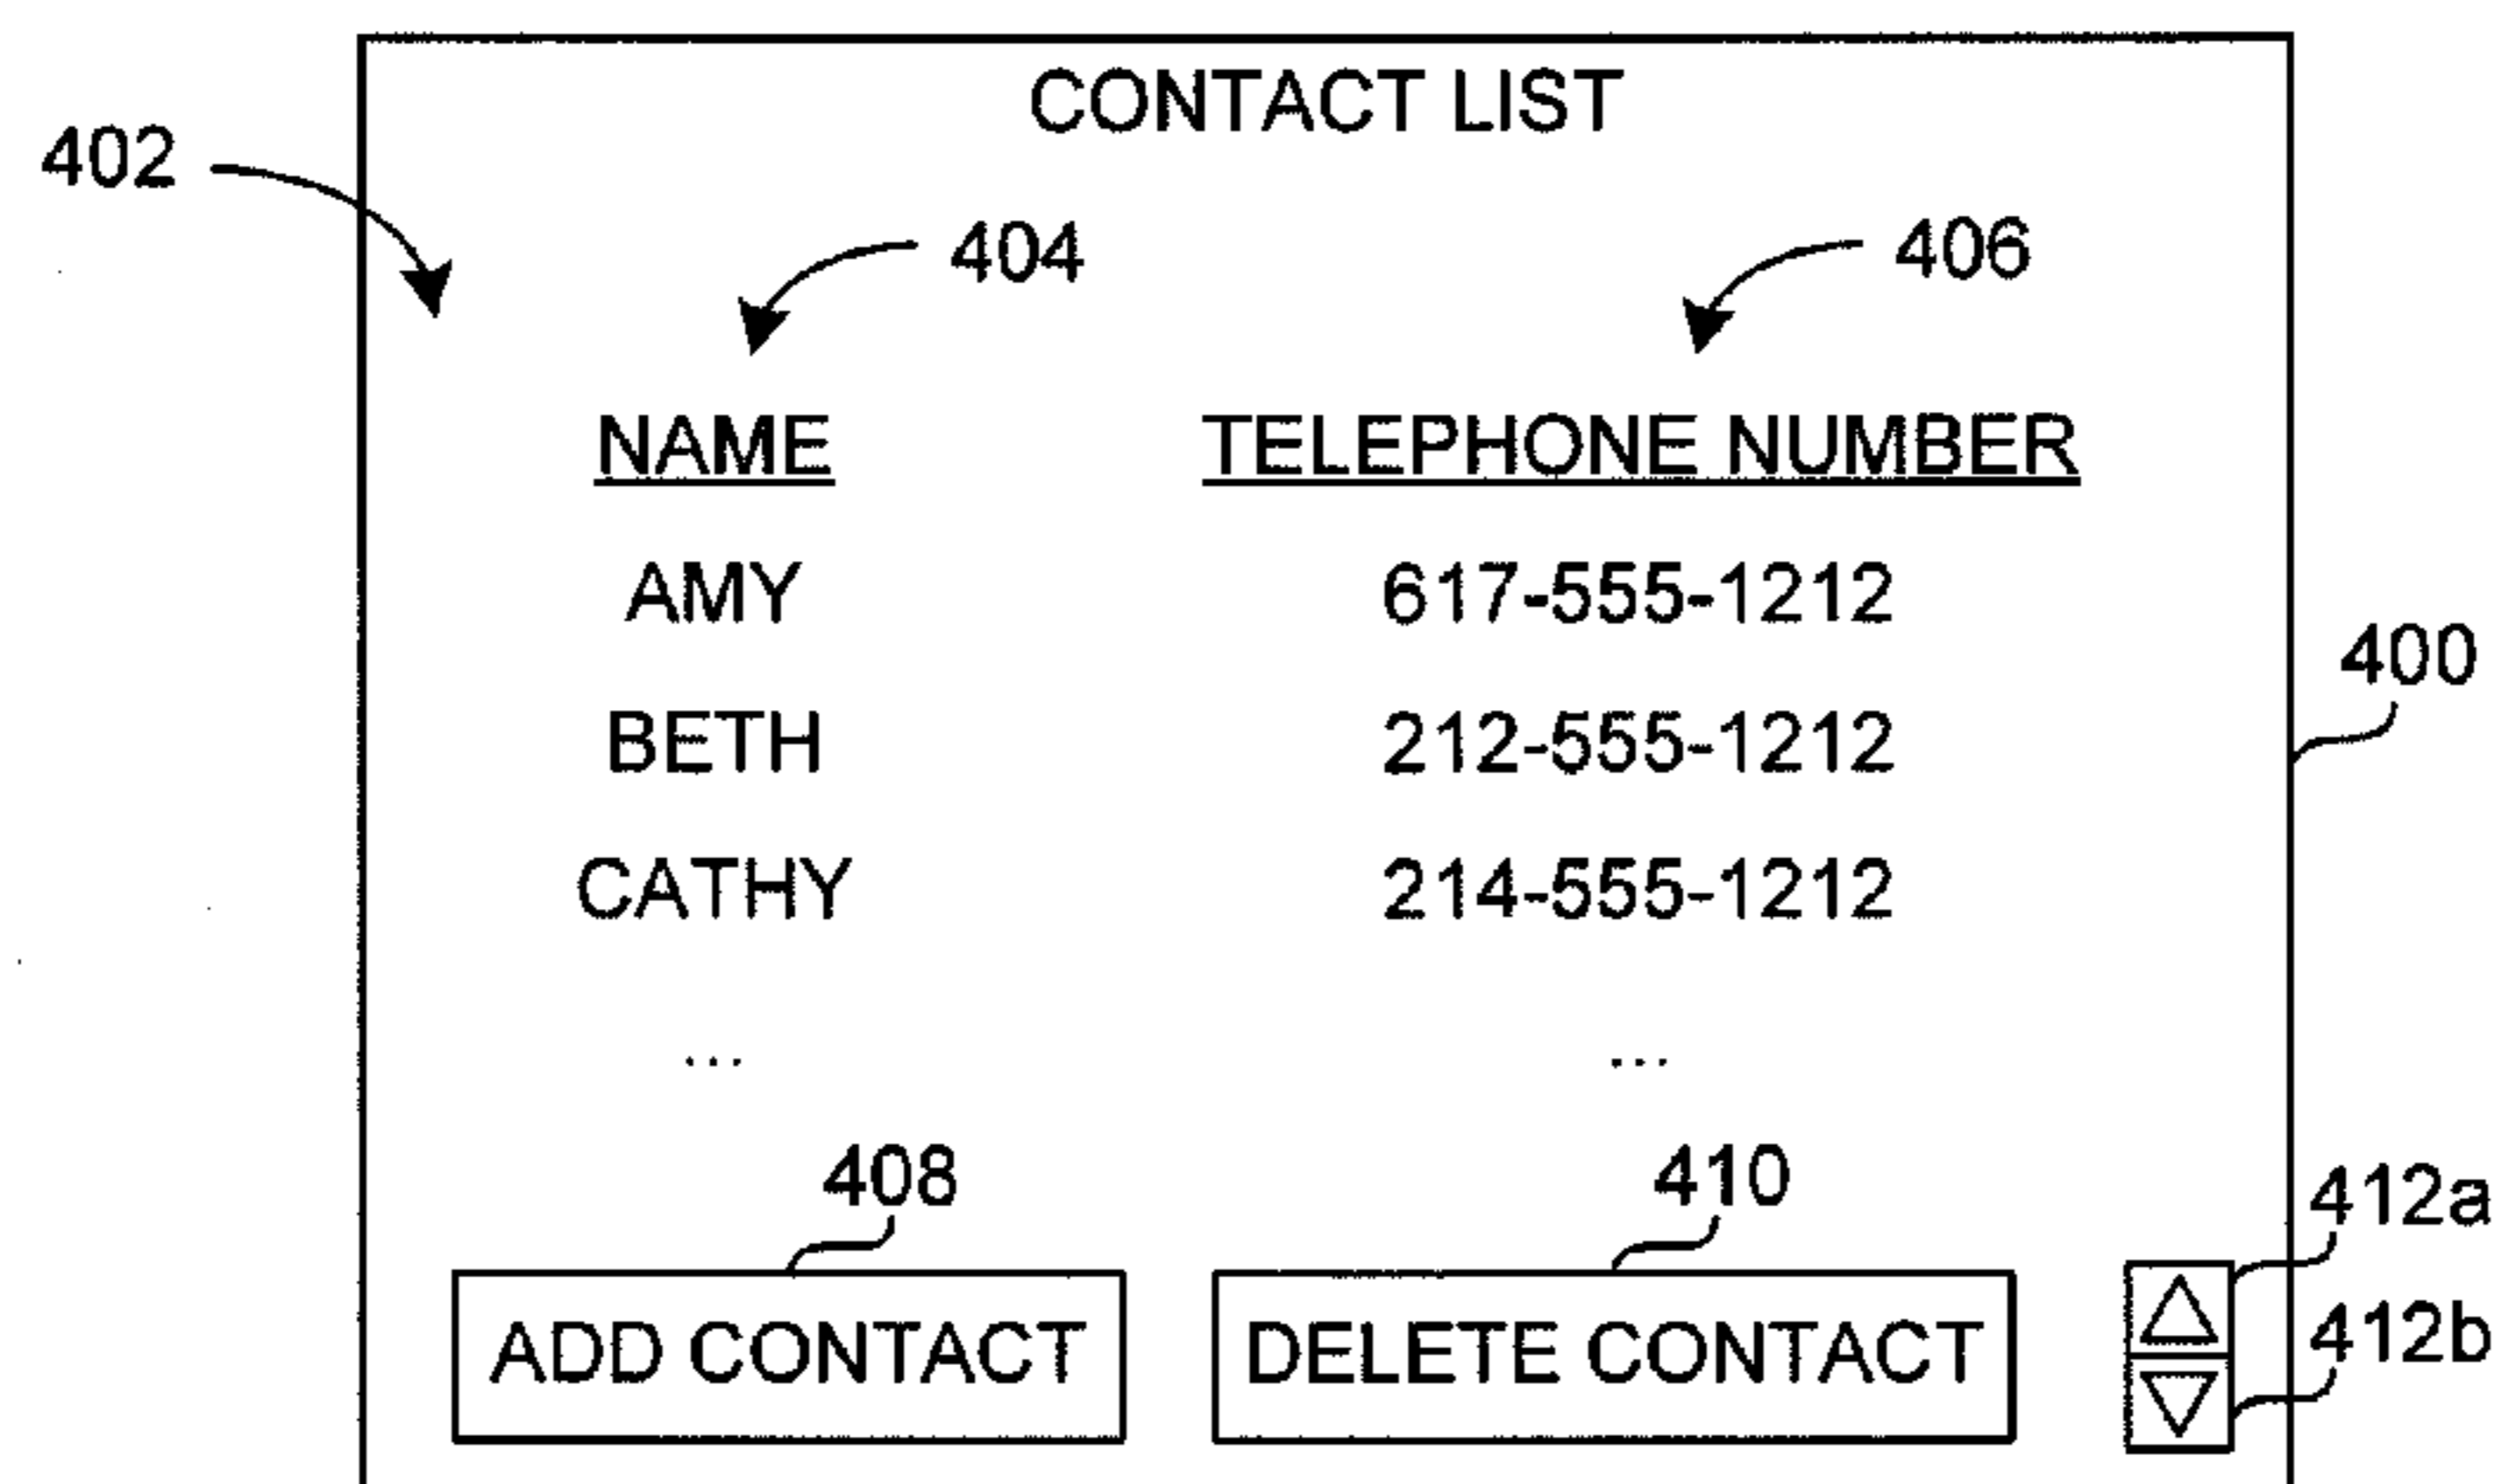 CONTACT LIST
402
404 406
NAME TELEPHONE NUMBER
AMY 617-555-1212
400
BETH 212-555-1212
CATHY 214-555-1212
... ...
408 410 412a
ADD CONTACT DELETE CONTACT 412b